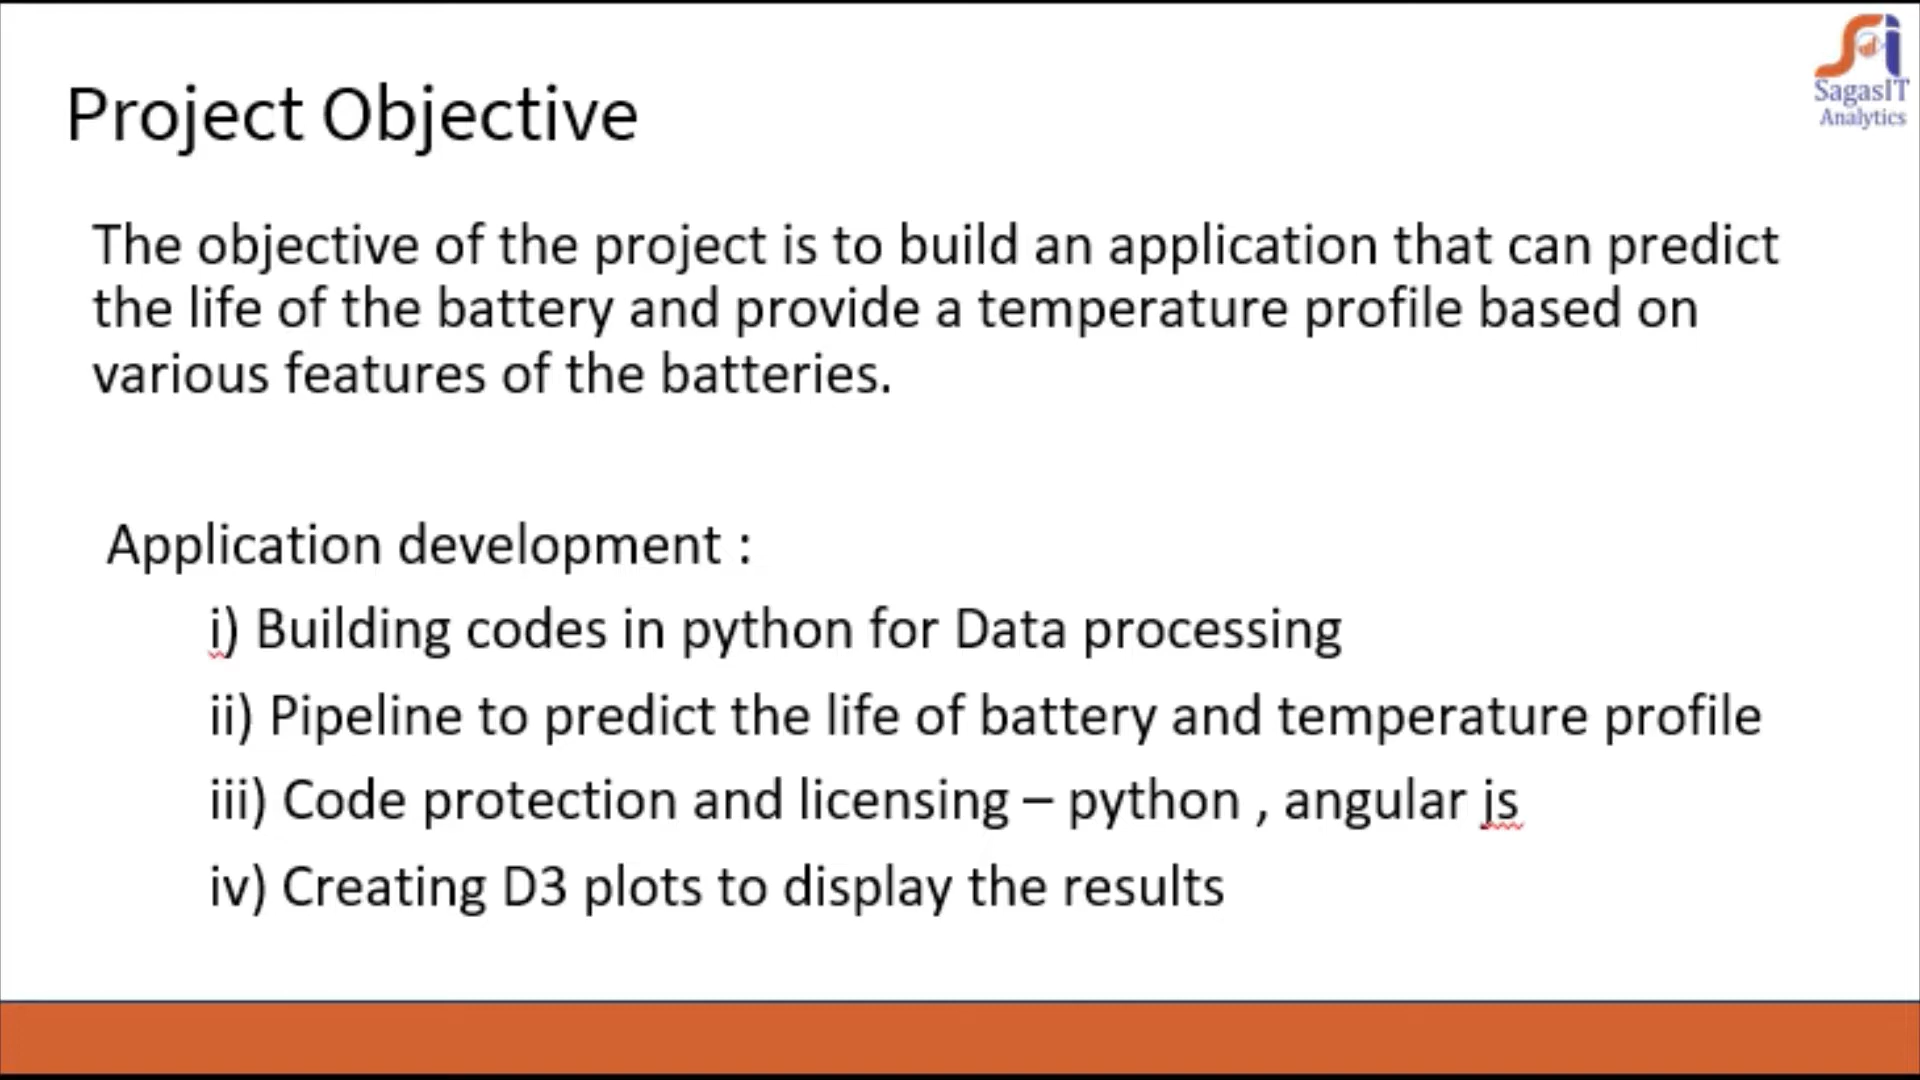 SagasIT
Analytics
Project Objective
The objective of the project is to build an application that can predict
the life of the battery and provide a temperature profile based on
various features of the batteries.
Application development :
i) Building codes in python for Data processing
ii) Pipeline to predict the life of battery and temperature profile
iii) Code protection and licensing – python , angular js
iv) Creating D3 plots to display the results